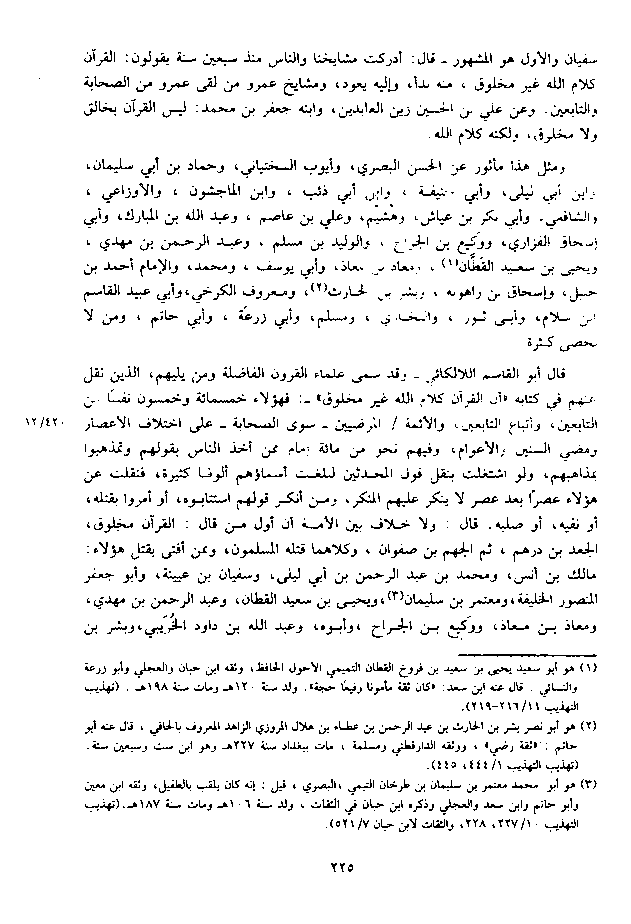 سفيان والأول هو المشهور ـ قال: أدركت مشايخنا والناس منذ سبعين سنة يقولون: القرآن
كلام الله غير مخلوق ، منه بدأ، وإليه يعود، ومشايخ عمرو من لقى عمرو من الصحابة
والتابعين. وعن علي بن الحسين زين العابدين، وابنه جعفر بن محمد: ليس القرآن بخالق
ولا مخلوق، ولكنه كلام الله.
ومثل هذا مأثور عن الحسن البصري، وأيوب السختياني، وحماد بن أبي سليمان،
وابن أبي ليلى، وأبي حنيفة ، وابن أبي ذئب ، وابن الماجشون ، والأوزاعي ،
والشافعي. وأبي بكر بن عياش، وهُشَيْم، وعلي بن عاصم ، وعبد الله بن المبارك، وأبي
إسحاق الفزاري، ووكيع بن الجراح ، والوليد بن مسلم ، وعبد الرحمن بن مهدي ،
ويحيى بن سعيد القَطَّان(١) ، ومعاذ بن معاذ، وأبي يوسف ، ومحمد، والإمام أحمد بن
حنبل، وإسحاق بن راهويه ، وبشر بن الحارث(٢)، ومعروف الكرخي،وأبي عبيد القاسم
ابن سلام، وأبى ثور ، والبخاري ، ومسلم، وأبي زرعَة ، وأبي حاتم ، ومن لا
يحصى كثرة
قال أبو القاسم اللالكائي ـ وقد سمى علماء القرون الفاضلة ومن يليهم، الذين نقل
عنهم في كتابه «أن القرآن كلام الله غير مخلوق» ـ: فهؤلاء خمسمائة وخمسون نفسًا من
التابعين، وأتباع التابعين، والأئمة / المرضيين ـ سوى الصحابة ـ على اختلاف الأعصار
١٢/٤٢٠
ومضي السنين والأعوام، وفيهم نحو من مائة إمام ممن أخذ الناس بقولهم وتمذهبوا
بمذاهبهم، ولو اشتغلت بنقل قول المحدثين لبلغت أسماؤهم ألوفا كثيرة، فنقلت عن
هؤلاء عصرًا بعد عصر لا ينكر عليهم المنكر، ومن أنكر قولهم استتابوه، أو أمروا بقتله،
أو نفيه، أو صلبه. قال : ولا خلاف بين الأمة أن أول من قال : القرآن مخلوق،
الجعد بن درهم ، ثم الجهم بن صفوان ، وكلاهما قتله المسلمون، وممن أفتى بقتل هؤلاء:
مالك بن أنس، ومحمد بن عبد الرحمن بن أبي ليلى، وسفيان بن عيينة، وأبو جعفر
المنصور الخليفة،ومعتمر بن سليمان(٣)،ويحيى بن سعيد القطان، وعبد الرحمن بن مهدي،
ومعاذ بن معاذ، ووكيع بن الجراح ،وأبوه، وعبد الله بن داود الخُرَيبي،وبشر بن
(١) هو أبو سعيد يحيى بن سعيد بن فروخ القطان التميمي الأحول الحافظ، وثقه ابن حبان والعجلي وأبو زرعة
والنسائي . قال عنه ابن سعد: «كان ثقة مأمونا رفيعًا حجة». ولد سنة ١٢٠هـ ومات سنة ١٩٨هـ . (تهذيب
التهذيب ١١/ ٢١٦-٢١٩).
(٢) هو أبو نصر بشر بن الحارث بن عبد الرحمن بن عطاء بن هلال المروزي الزاهد المعروف بالحافي ، قال عنه أبو
حاتم : «ثقة رضي» ، ووثقه الدارقطني ومسلمة ، مات ببغداد سنة ٢٢٧هـ وهو ابن ست وسبعين سنة.
(تهذيب التهذيب ١/ ٤٤٤، ٤٤٥).
(٣) هو أبو محمد معتمر بن سليمان بن طرخان التيمي ،البصري ، قيل : إنه كان يلقب بالطفيل، وثقه ابن معين
وأبو حاتم وابن سعد والعجلي وذكره ابن حبان في الثقات ، ولد سنة ١٠٦هـ ومات سنة ١٨٧هـ.(تهذيب
التهذيب ١٠/ ٢٢٧، ٢٢٨، والثقات لابن حبان ٧/ ٥٢١).
٢٢٥